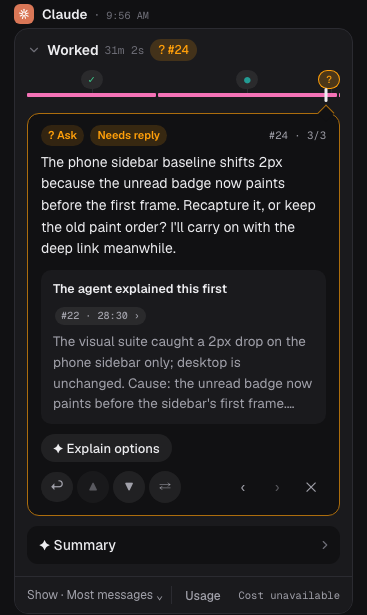 Claude · 9:56 AM
Worked 31m 2s ? #24
?
? Ask Needs reply #24 · 3/3
The phone sidebar baseline shifts 2px
because the unread badge now paints
before the first frame. Recapture it, or keep
the old paint order? I'll carry on with the
deep link meanwhile.
The agent explained this first
#22 · 28:30 ›
The visual suite caught a 2px drop on the
phone sidebar only; desktop is
unchanged. Cause: the unread badge now
paints before the sidebar's first frame....
Explain options
Summary
Show · Most messages Usage Cost unavailable